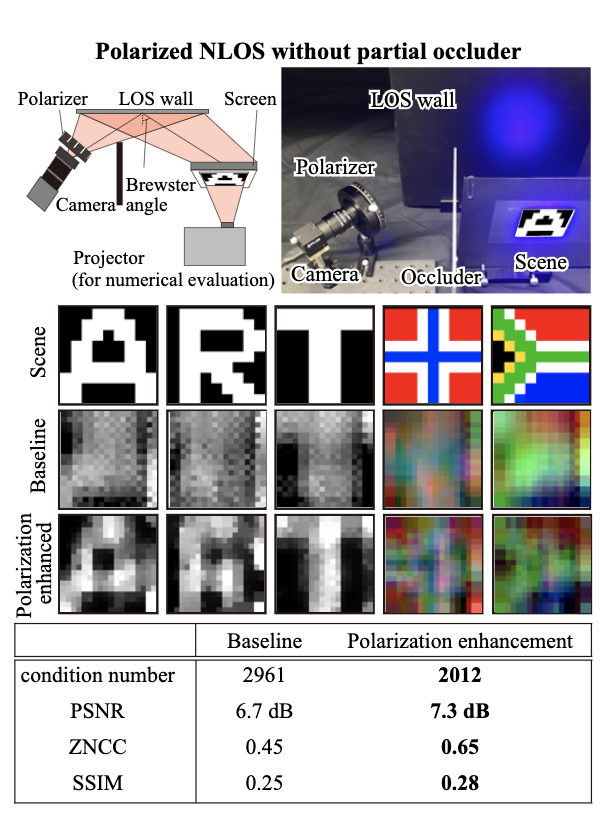 Polarized NLOS without partial occluder
Polarizer
LOS wall
Screen
Brewster
angle
Camera
Projector
(for numerical evaluation)
LOS wall
Polarizer
Camera
Occluder
Scene
Scene
Baseline
Polarization
enhanced
Baseline Polarization enhancement
condition number 2961 2012
PSNR 6.7 dB 7.3 dB
ZNCC 0.45 0.65
SSIM 0.25 0.28